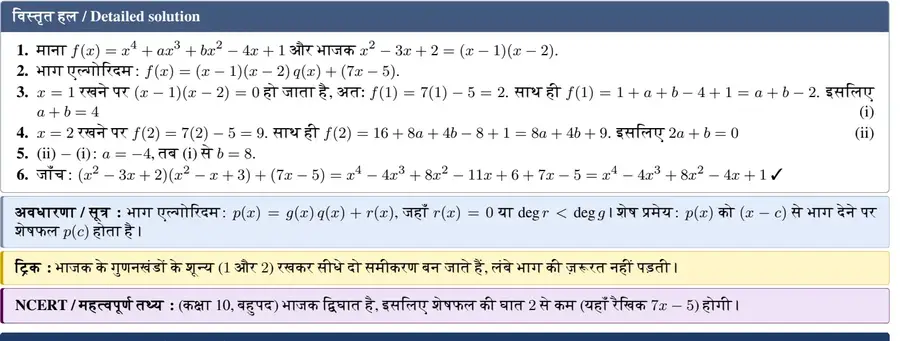 विस्तृत हल / Detailed solution
1. माना f(x) = x⁴ + ax³ + bx² − 4x + 1 और भाजक x² − 3x + 2 = (x − 1)(x − 2).
2. भाग एल्गोरिदम: f(x) = (x − 1)(x − 2) q(x) + (7x − 5).
3. x = 1 रखने पर (x − 1)(x − 2) = 0 हो जाता है, अतः f(1) = 7(1) − 5 = 2. साथ ही f(1) = 1 + a + b − 4 + 1 = a + b − 2. इसलिए
a + b = 4 (i)
4. x = 2 रखने पर f(2) = 7(2) − 5 = 9. साथ ही f(2) = 16 + 8a + 4b − 8 + 1 = 8a + 4b + 9. इसलिए 2a + b = 0 (ii)
5. (ii) − (i): a = −4, तब (i) से b = 8.
6. जाँच: (x² − 3x + 2)(x² − x + 3) + (7x − 5) = x⁴ − 4x³ + 8x² − 11x + 6 + 7x − 5 = x⁴ − 4x³ + 8x² − 4x + 1 ✓
अवधारणा / सूत्र : भाग एल्गोरिदम: p(x) = g(x) q(x) + r(x), जहाँ r(x) = 0 या deg r < deg g। शेष प्रमेय: p(x) को (x − c) से भाग देने पर
शेषफल p(c) होता है।
ट्रिक : भाजक के गुणनखंडों के शून्य (1 और 2) रखकर सीधे दो समीकरण बन जाते हैं, लंबे भाग की ज़रूरत नहीं पड़ती।
NCERT / महत्वपूर्ण तथ्य : (कक्षा 10, बहुपद) भाजक द्विघात है, इसलिए शेषफल की घात 2 से कम (यहाँ रैखिक 7x − 5) होगी।